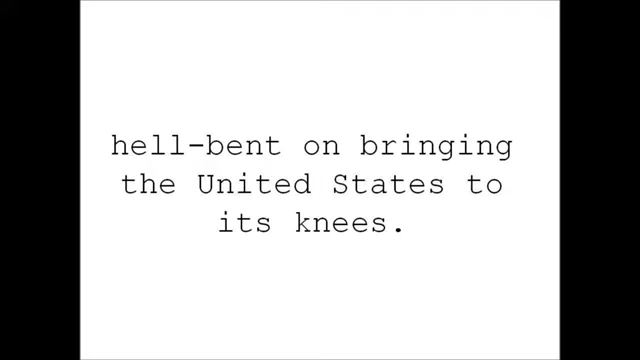 hell-bent on bringing
the United States to
its knees.